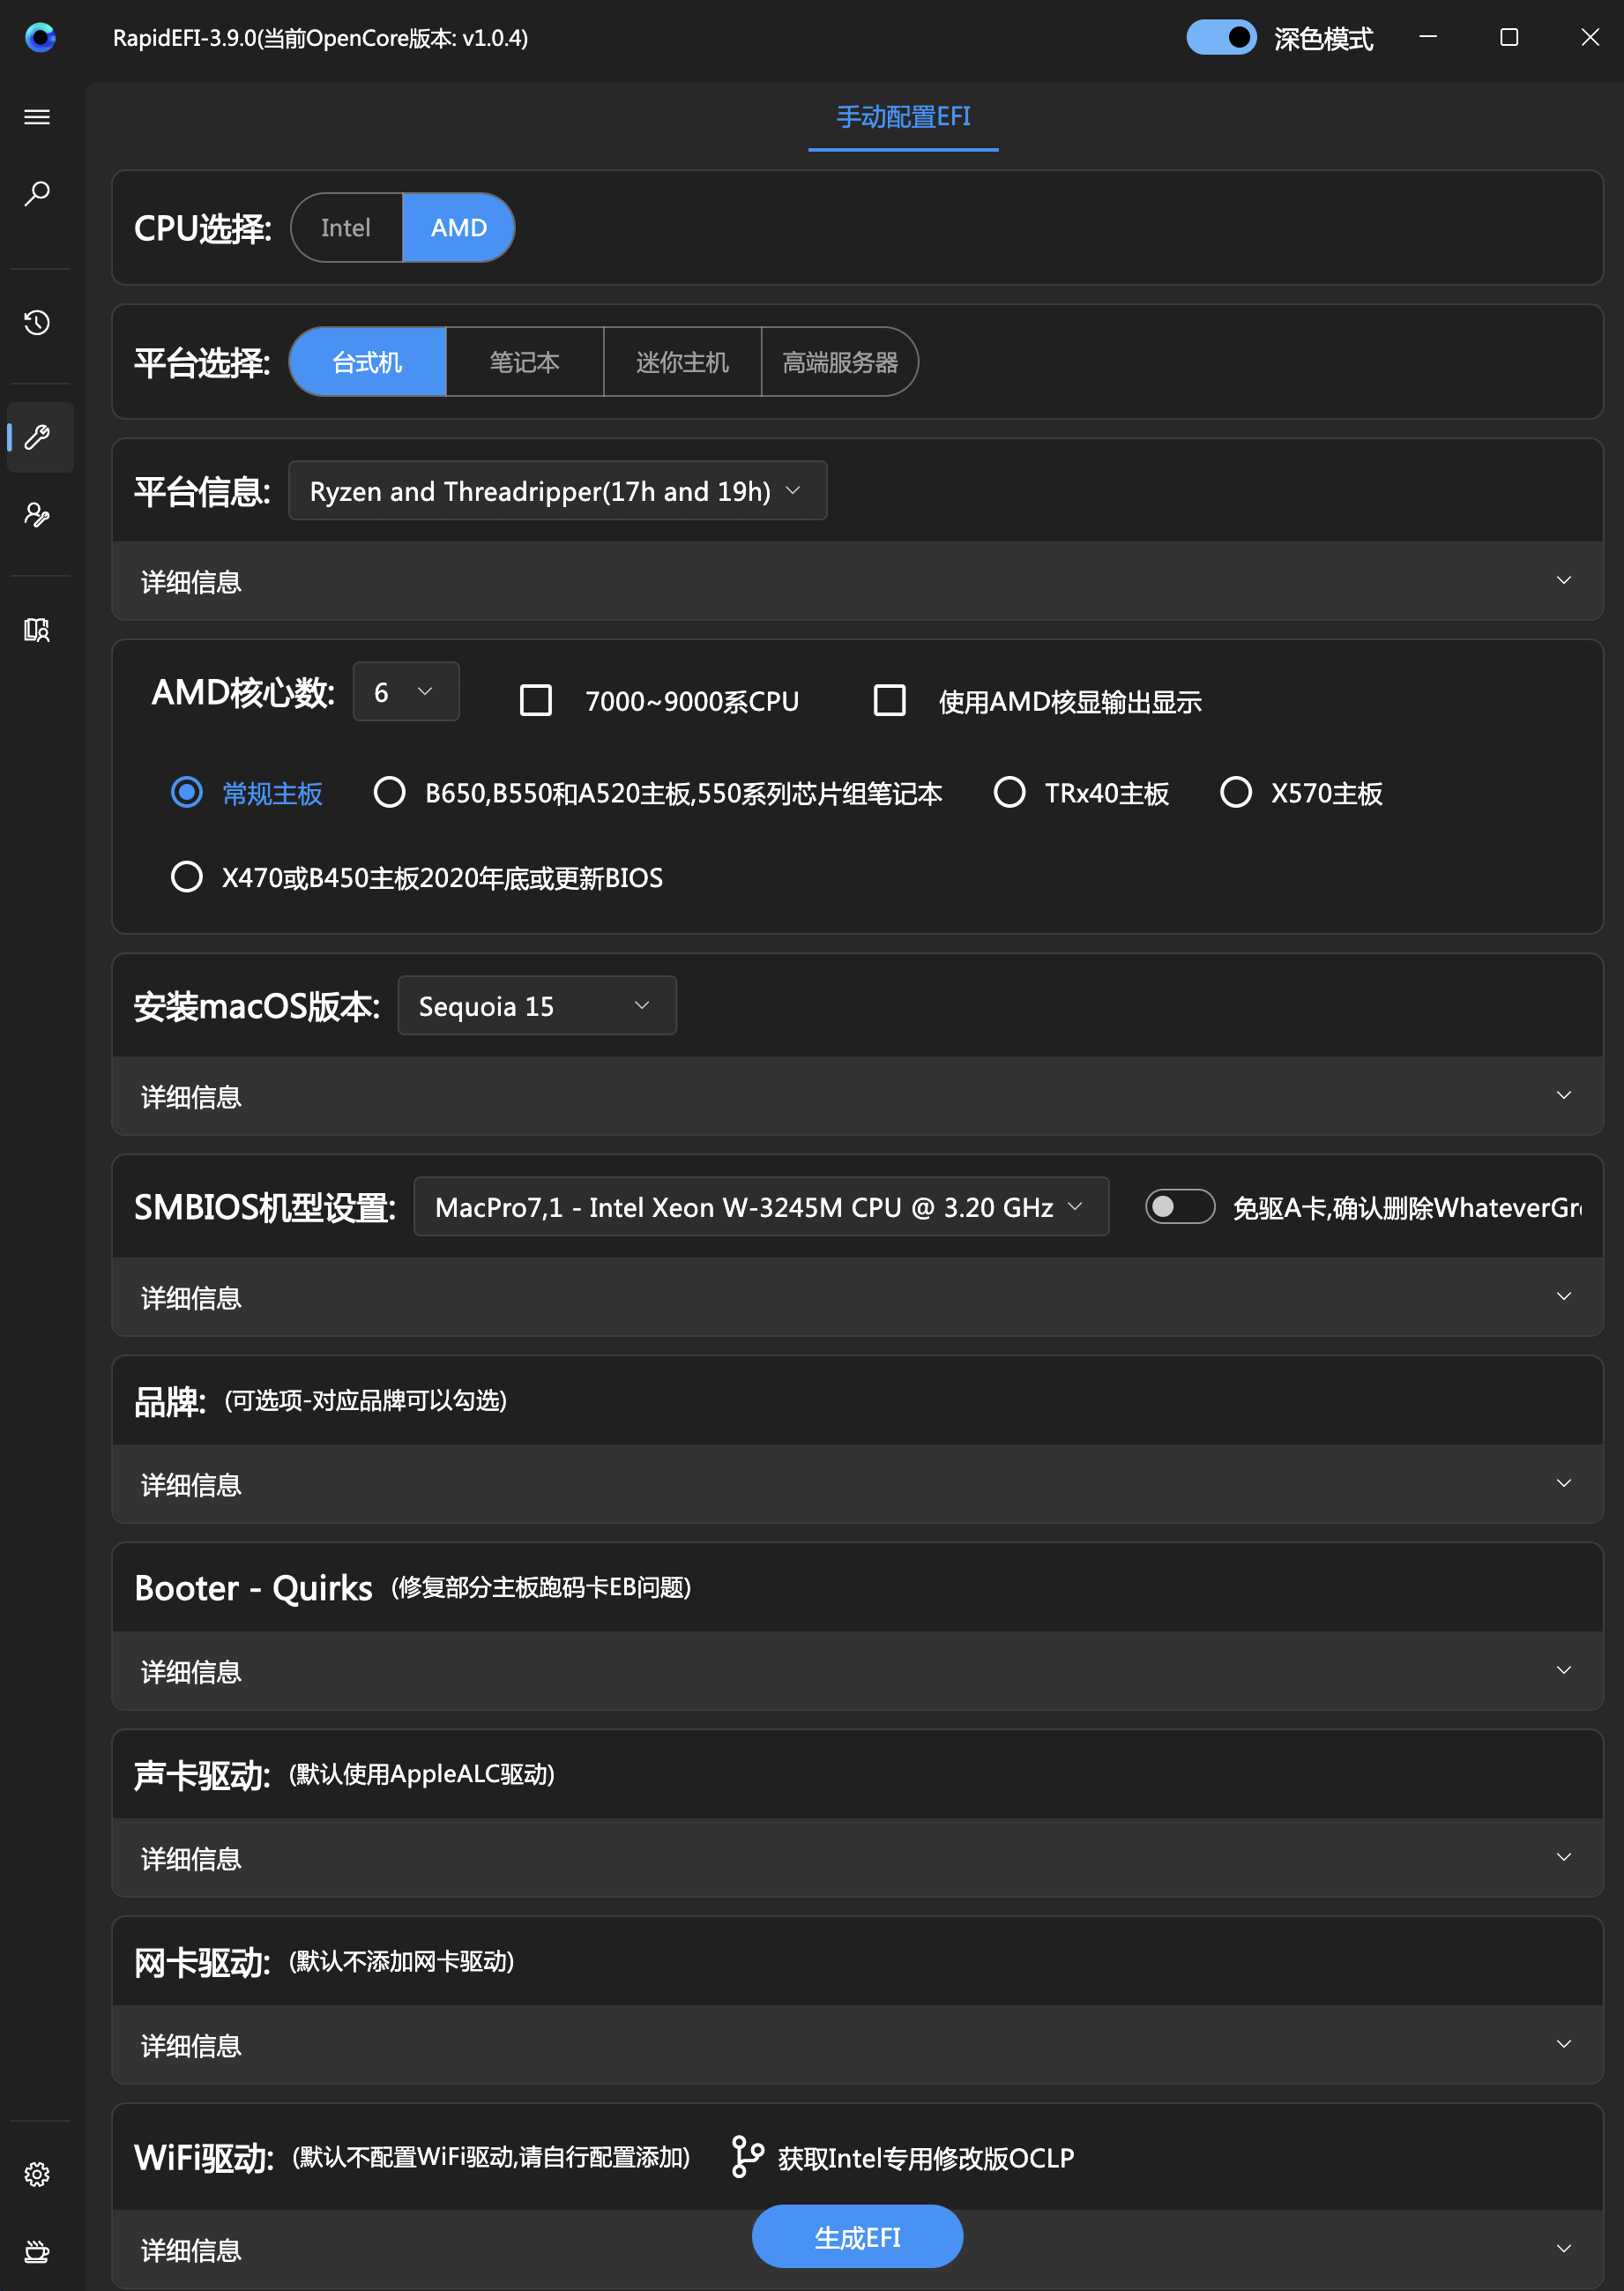 RapidEFI-3.9.0(当前OpenCore版本: v1.0.4)
深色模式
手动配置EFI
CPU选择: Intel AMD
平台选择: 台式机 笔记本 迷你主机 高端服务器
平台信息: Ryzen and Threadripper(17h and 19h)
详细信息
AMD核心数: 6 7000~9000系CPU 使用AMD核显输出显示
常规主板 B650,B550和A520主板,550系列芯片组笔记本 TRx40主板 X570主板
X470或B450主板2020年底或更新BIOS
安装macOS版本: Sequoia 15
详细信息
SMBIOS机型设置: MacPro7,1 - Intel Xeon W-3245M CPU @ 3.20 GHz 免驱A卡,确认删除WhateverGr
详细信息
品牌: (可选项-对应品牌可以勾选)
详细信息
Booter - Quirks (修复部分主板跑码卡EB问题)
详细信息
声卡驱动: (默认使用AppleALC驱动)
详细信息
网卡驱动: (默认不添加网卡驱动)
详细信息
WiFi驱动: (默认不配置WiFi驱动,请自行配置添加) 获取Intel专用修改版OCLP
详细信息
生成EFI